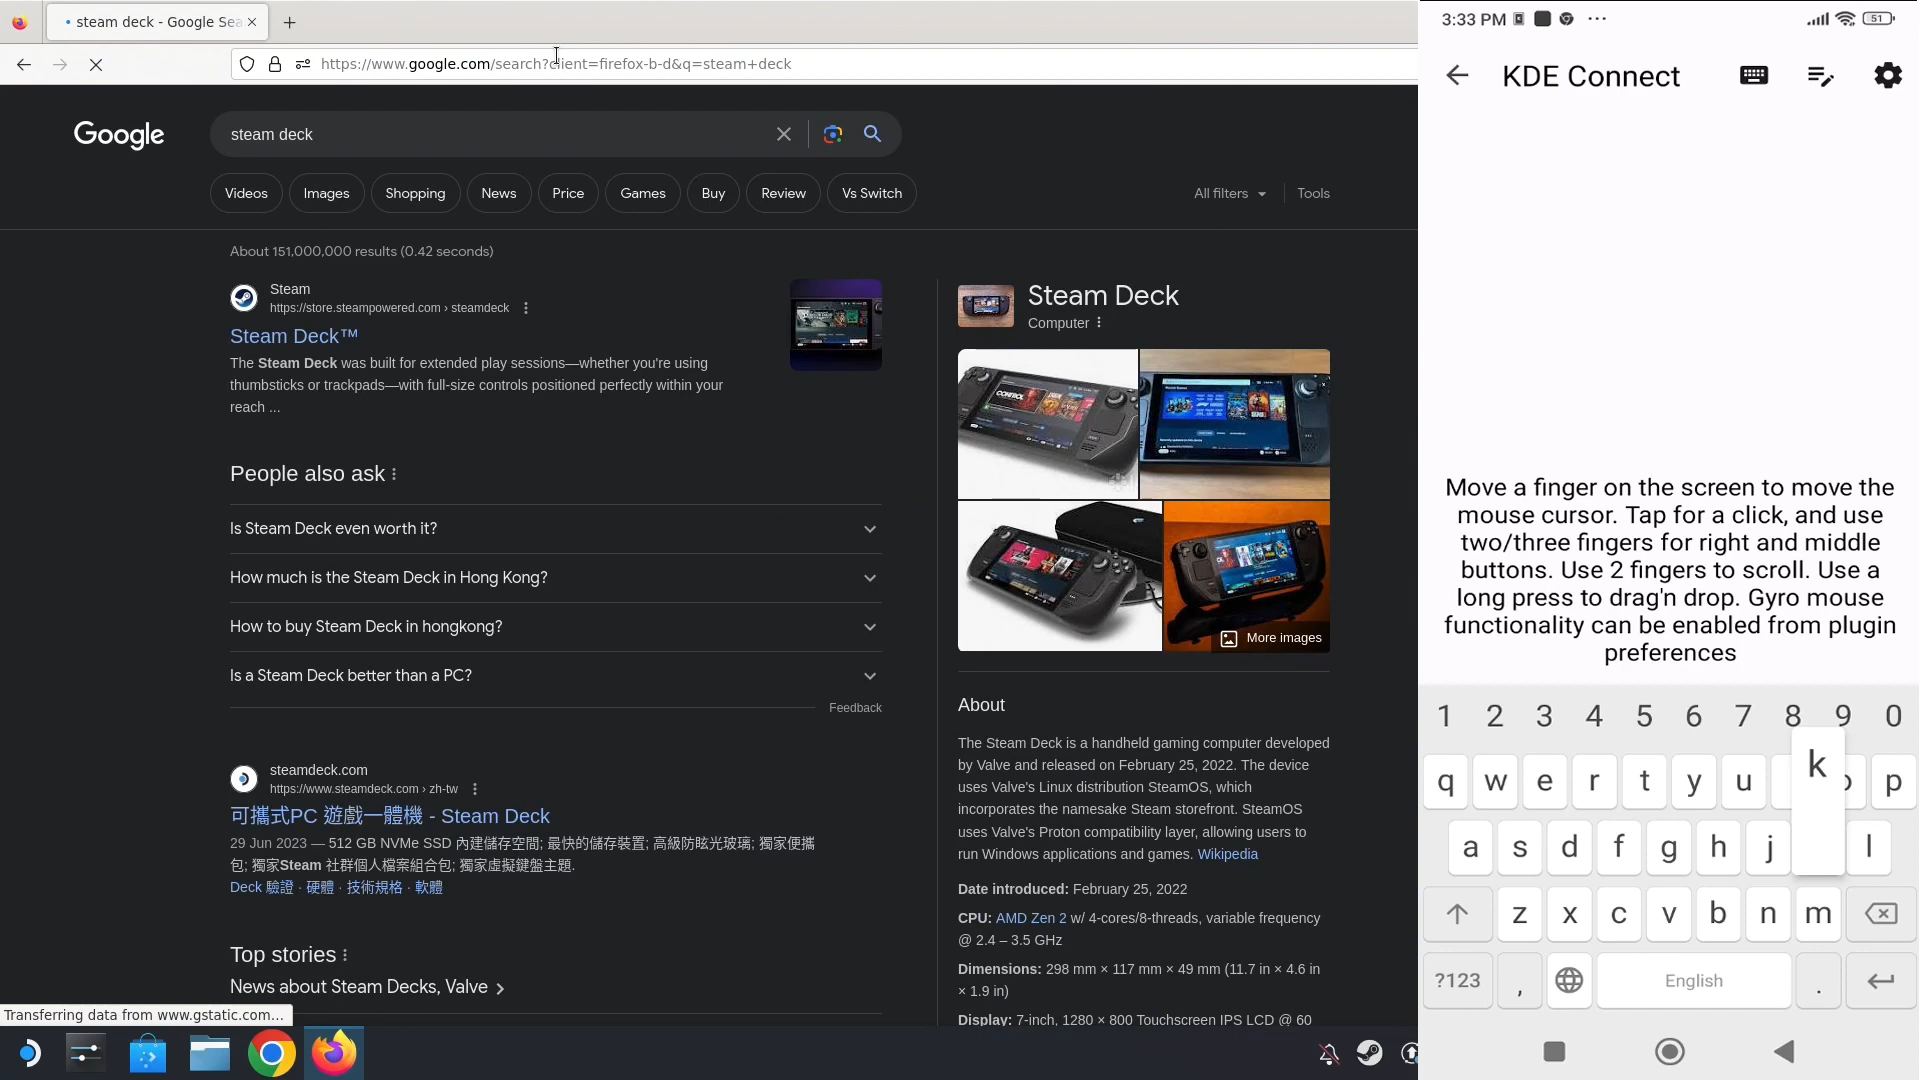 steam deck - Google Sea
3:33 PM
51
https://www.google.com/search?client=firefox-b-d&q=steam+deck
KDE Connect
Google
steam deck
Videos
Images
Shopping
News
Price
Games
Buy
Review
Vs Switch
All filters
Tools
About 151,000,000 results (0.42 seconds)
Steam
https://store.steampowered.com › steamdeck
Steam Deck™
The Steam Deck was built for extended play sessions—whether you're using
thumbsticks or trackpads—with full-size controls positioned perfectly within your
reach ...
People also ask
Is Steam Deck even worth it?
How much is the Steam Deck in Hong Kong?
How to buy Steam Deck in hongkong?
Is a Steam Deck better than a PC?
Feedback
steamdeck.com
https://www.steamdeck.com › zh-tw
可攜式PC 遊戲一體機 - Steam Deck
29 Jun 2023 — 512 GB NVMe SSD 內建儲存空間; 最快的儲存裝置; 高級防眩光玻璃; 獨家便攜
包; 獨家Steam 社群個人檔案組合包; 獨家虛擬鍵盤主題.
Deck 驗證 · 硬體 · 技術規格 · 軟體
Top stories
News about Steam Decks, Valve
Transferring data from www.gstatic.com...
Steam Deck
Computer
CONTROL
More images
About
The Steam Deck is a handheld gaming computer developed
by Valve and released on February 25, 2022. The device
uses Valve's Linux distribution SteamOS, which
incorporates the namesake Steam storefront. SteamOS
uses Valve's Proton compatibility layer, allowing users to
run Windows applications and games. Wikipedia
Date introduced: February 25, 2022
CPU: AMD Zen 2 w/ 4-cores/8-threads, variable frequency
@ 2.4 – 3.5 GHz
Dimensions: 298 mm × 117 mm × 49 mm (11.7 in × 4.6 in
× 1.9 in)
Display: 7-inch, 1280 × 800 Touchscreen IPS LCD @ 60
Move a finger on the screen to move the
mouse cursor. Tap for a click, and use
two/three fingers for right and middle
buttons. Use 2 fingers to scroll. Use a
long press to drag'n drop. Gyro mouse
functionality can be enabled from plugin
preferences
1 2 3 4 5 6 7 8 9 0
k
q w e r t y u o p
a s d f g h j l
z x c v b n m
?123 , English .